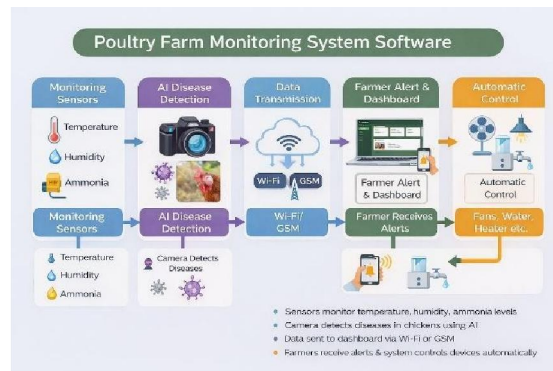 Poultry Farm Monitoring System Software
Monitoring
Sensors
Temperature
Humidity
Ammonia
AI Disease
Detection
Data
Transmission
Wi-Fi
GSM
Farmer Alert &
Dashboard
Farmer Alert
& Dashboard
Automatic
Control
Automatic
Control
Monitoring
Sensors
Temperature
Humidity
Ammonia
AI Disease
Detection
Camera Detects
Diseases
Wi-Fi/
GSM
Farmer Receives
Alerts
Fans, Water,
Heater etc.
• Sensors monitor temperature, humidity, ammonia levels
• Camera detects diseases in chickens using AI
• Data sent to dashboard via Wi-Fi or GSM
• Farmers receive alerts & system controls devices automatically